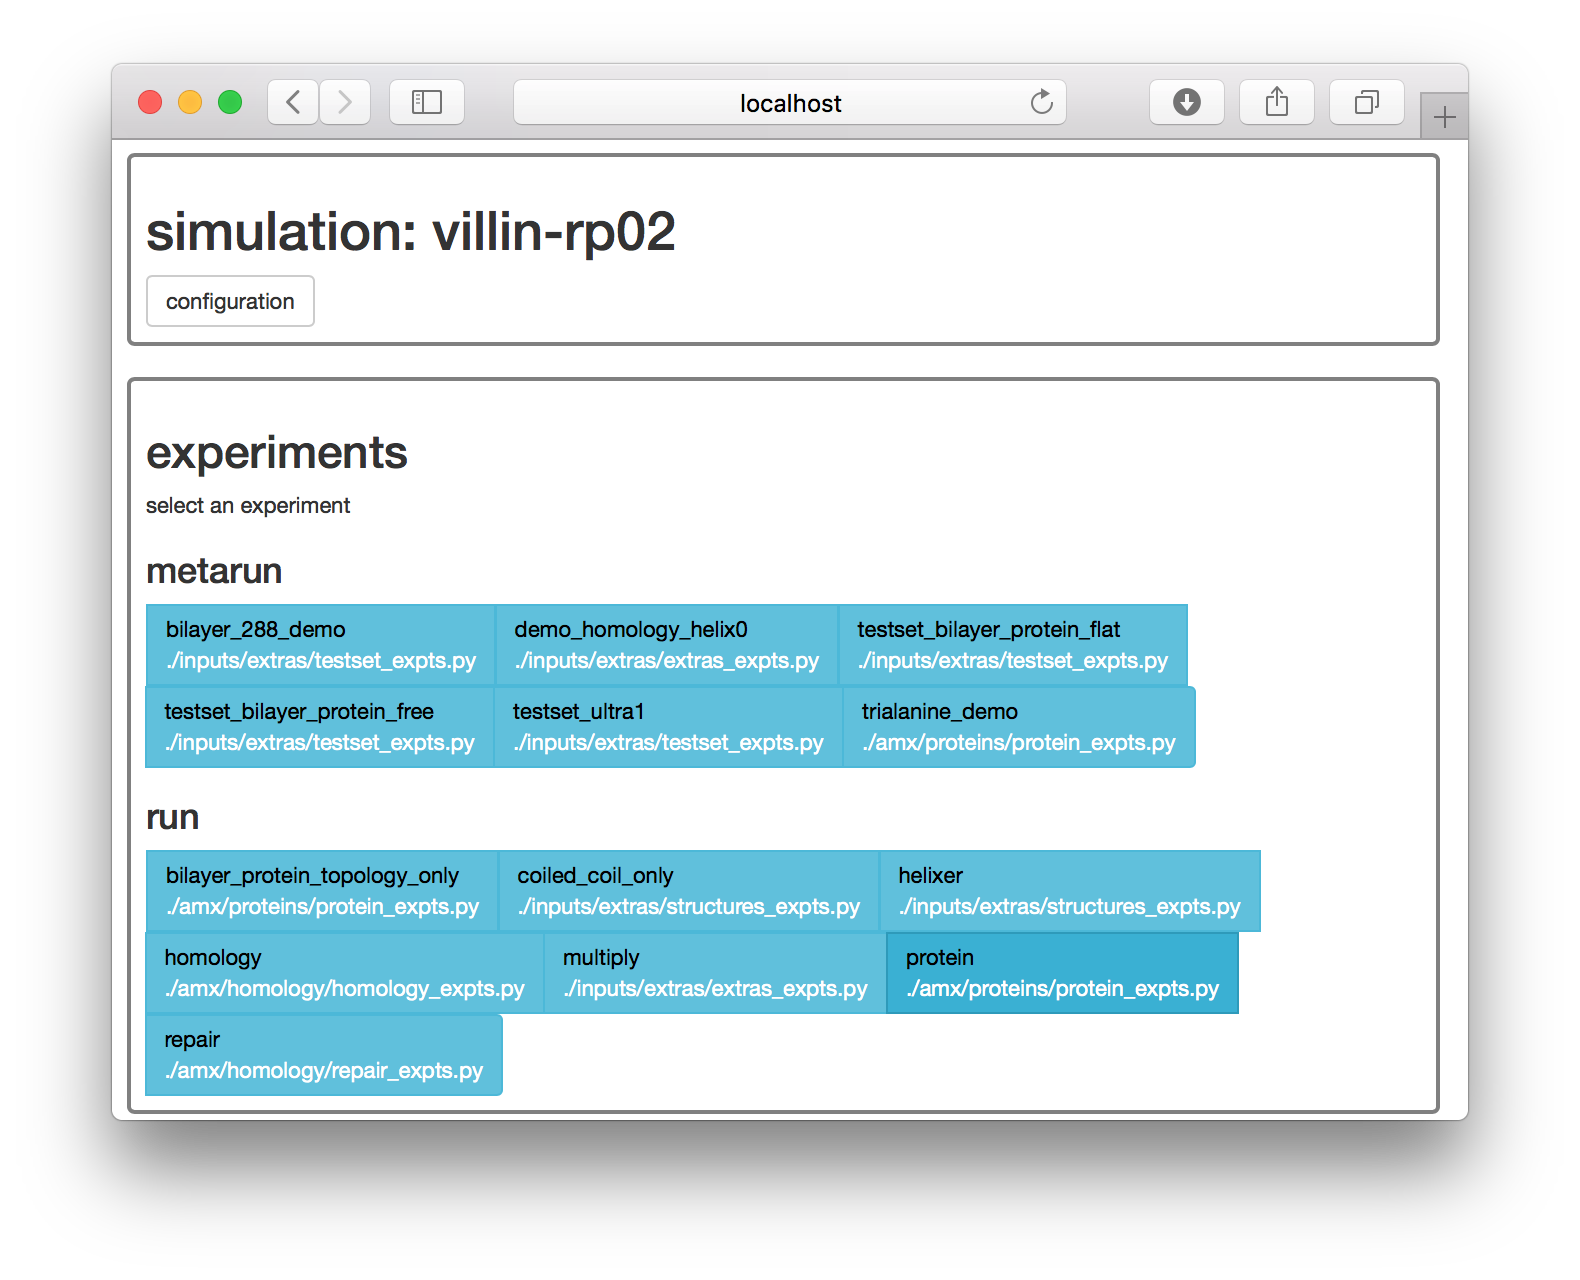 localhost
simulation: villin-rp02
configuration
experiments
select an experiment
metarun
bilayer_288_demo
./inputs/extras/testset_expts.py
demo_homology_helix0
./inputs/extras/extras_expts.py
testset_bilayer_protein_flat
./inputs/extras/testset_expts.py
testset_bilayer_protein_free
./inputs/extras/testset_expts.py
testset_ultra1
./inputs/extras/testset_expts.py
trialanine_demo
./amx/proteins/protein_expts.py
run
bilayer_protein_topology_only
./amx/proteins/protein_expts.py
coiled_coil_only
./inputs/extras/structures_expts.py
helixer
./inputs/extras/structures_expts.py
homology
./amx/homology/homology_expts.py
multiply
./inputs/extras/extras_expts.py
protein
./amx/proteins/protein_expts.py
repair
./amx/homology/repair_expts.py